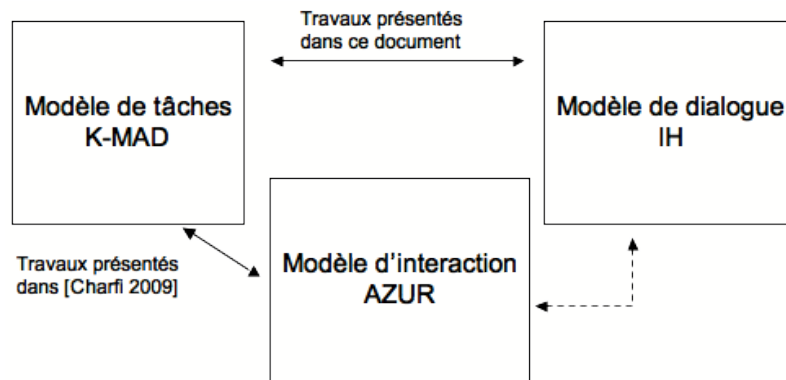 Travaux présentés
dans ce document
Modèle de tâches
K-MAD
Modèle de dialogue
IH
Travaux présentés
dans [Charfi 2009]
Modèle d'interaction
AZUR